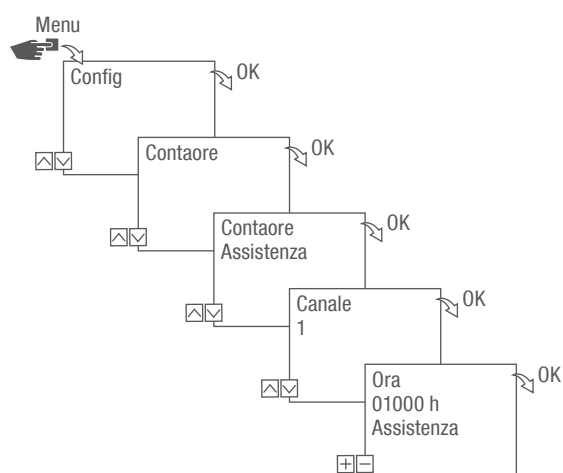 Menu
Config
OK
Contaore
OK
Contaore
Assistenza
OK
Canale
1
OK
Ora
01000 h
Assistenza
OK